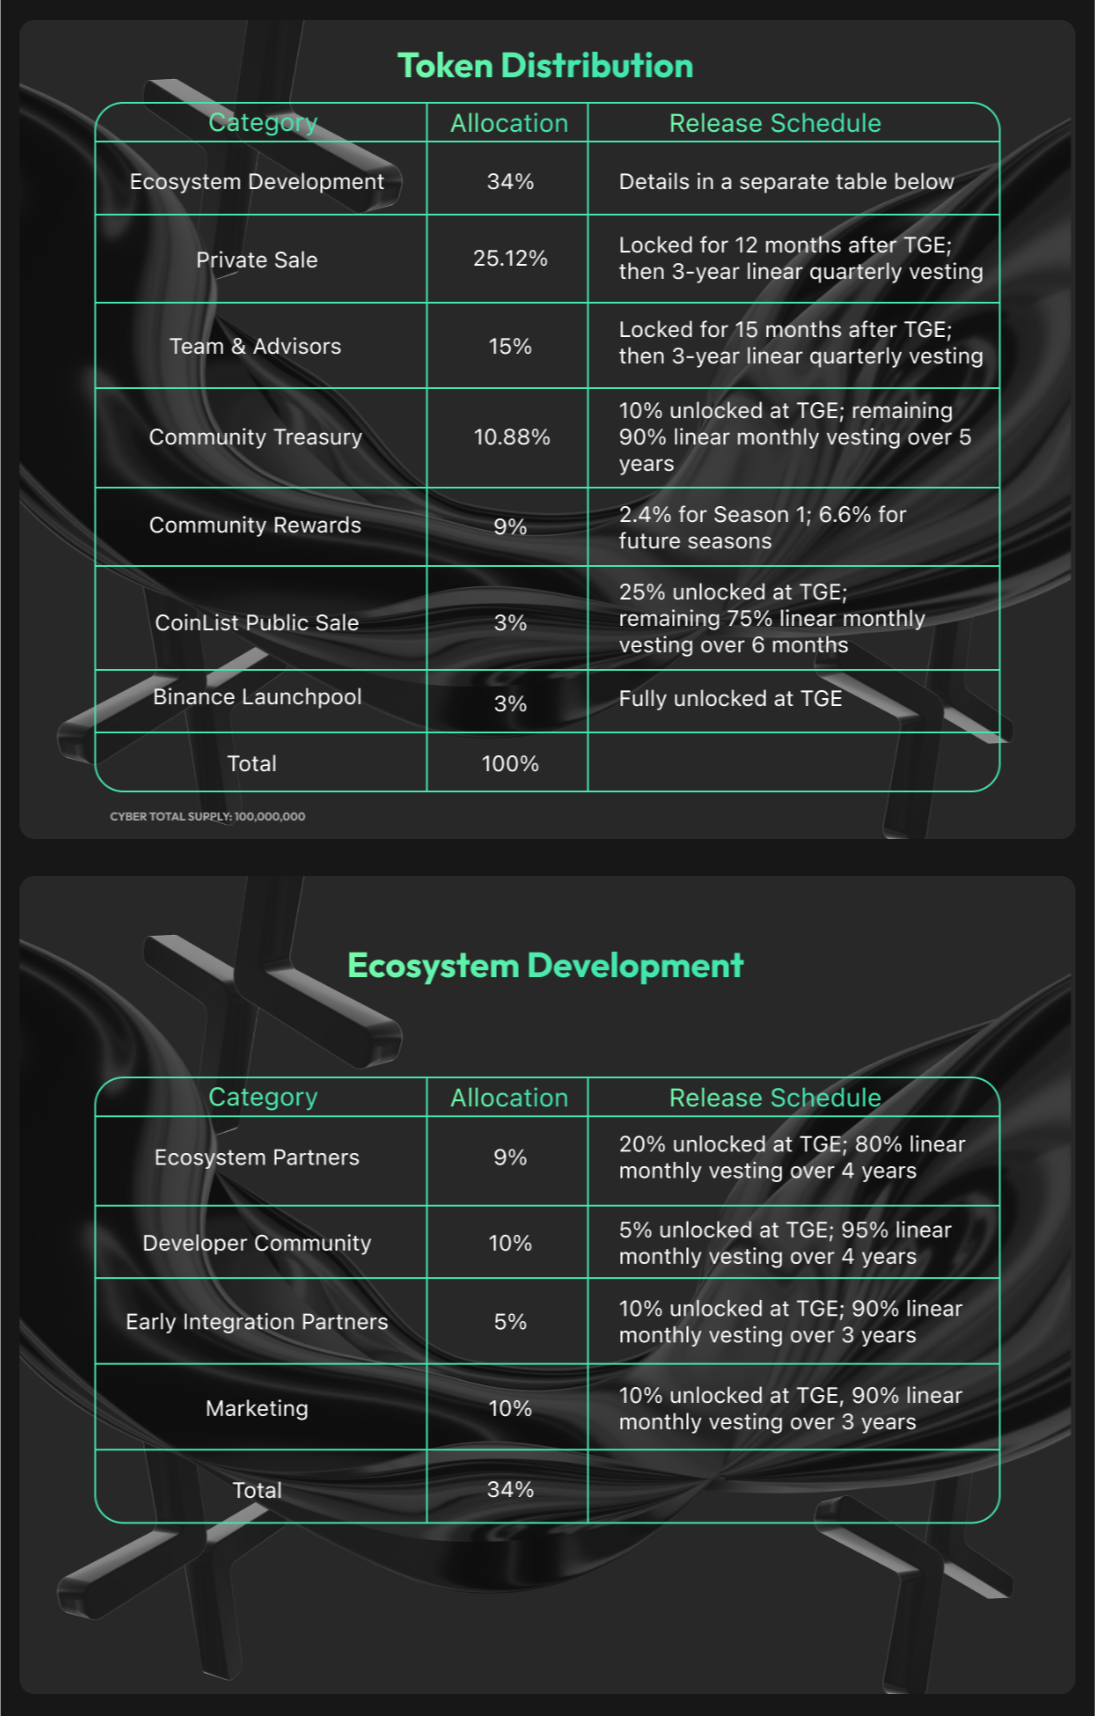 Token Distribution
Category Allocation Release Schedule
Ecosystem Development 34% Details in a separate table below
Private Sale 25.12% Locked for 12 months after TGE;
then 3-year linear quarterly vesting
Team & Advisors 15% Locked for 15 months after TGE;
then 3-year linear quarterly vesting
Community Treasury 10.88% 10% unlocked at TGE; remaining
90% linear monthly vesting over 5
years
Community Rewards 9% 2.4% for Season 1; 6.6% for
future seasons
CoinList Public Sale 3% 25% unlocked at TGE;
remaining 75% linear monthly
vesting over 6 months
Binance Launchpool 3% Fully unlocked at TGE
Total 100%
CYBER TOTAL SUPPLY: 100,000,000
Ecosystem Development
Category Allocation Release Schedule
Ecosystem Partners 9% 20% unlocked at TGE; 80% linear
monthly vesting over 4 years
Developer Community 10% 5% unlocked at TGE; 95% linear
monthly vesting over 4 years
Early Integration Partners 5% 10% unlocked at TGE; 90% linear
monthly vesting over 3 years
Marketing 10% 10% unlocked at TGE, 90% linear
monthly vesting over 3 years
Total 34%